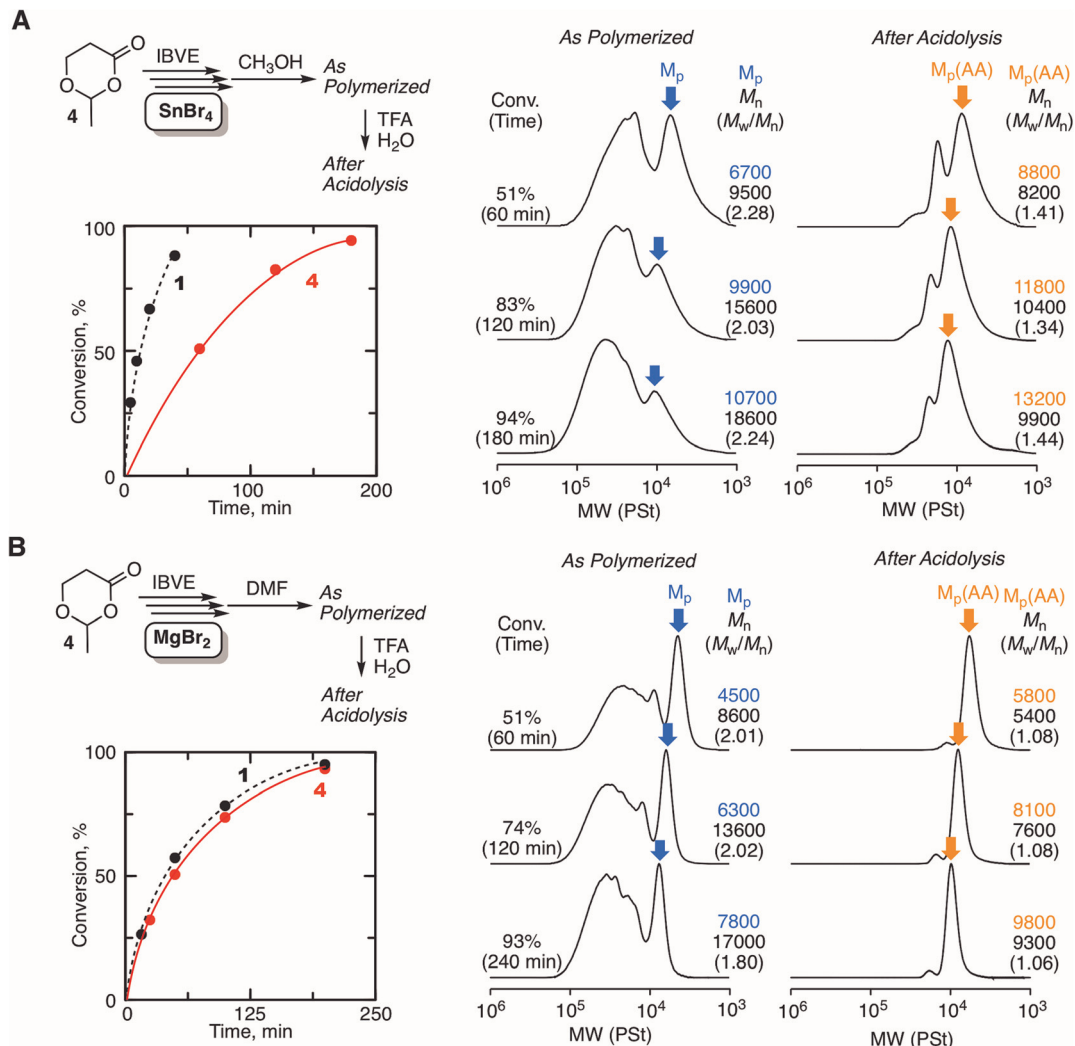 A
O
O
O
4
IBVE
SnBr4
CH3OH
As
Polymerized
TFA
H2O
After
Acidolysis
Conversion, %
100
50
0
1
4
0
100
200
Time, min
As Polymerized
Conv.
(Time)
Mp
Mp
Mn
(Mw/Mn)
51%
(60 min)
6700
9500
(2.28)
83%
(120 min)
9900
15600
(2.03)
94%
(180 min)
10700
18600
(2.24)
10^6
10^5
10^4
10^3
MW (PSt)
After Acidolysis
Mp(AA)
Mp(AA)
Mn
(Mw/Mn)
8800
8200
(1.41)
11800
10400
(1.34)
13200
9900
(1.44)
10^6
10^5
10^4
10^3
MW (PSt)
B
O
O
O
4
IBVE
MgBr2
DMF
As
Polymerized
TFA
H2O
After
Acidolysis
Conversion, %
100
50
0
1
4
0
125
250
Time, min
As Polymerized
Conv.
(Time)
Mp
Mp
Mn
(Mw/Mn)
51%
(60 min)
4500
8600
(2.01)
74%
(120 min)
6300
13600
(2.02)
93%
(240 min)
7800
17000
(1.80)
10^6
10^5
10^4
10^3
MW (PSt)
After Acidolysis
Mp(AA)
Mp(AA)
Mn
(Mw/Mn)
5800
5400
(1.08)
8100
7600
(1.08)
9800
9300
(1.06)
10^6
10^5
10^4
10^3
MW (PSt)